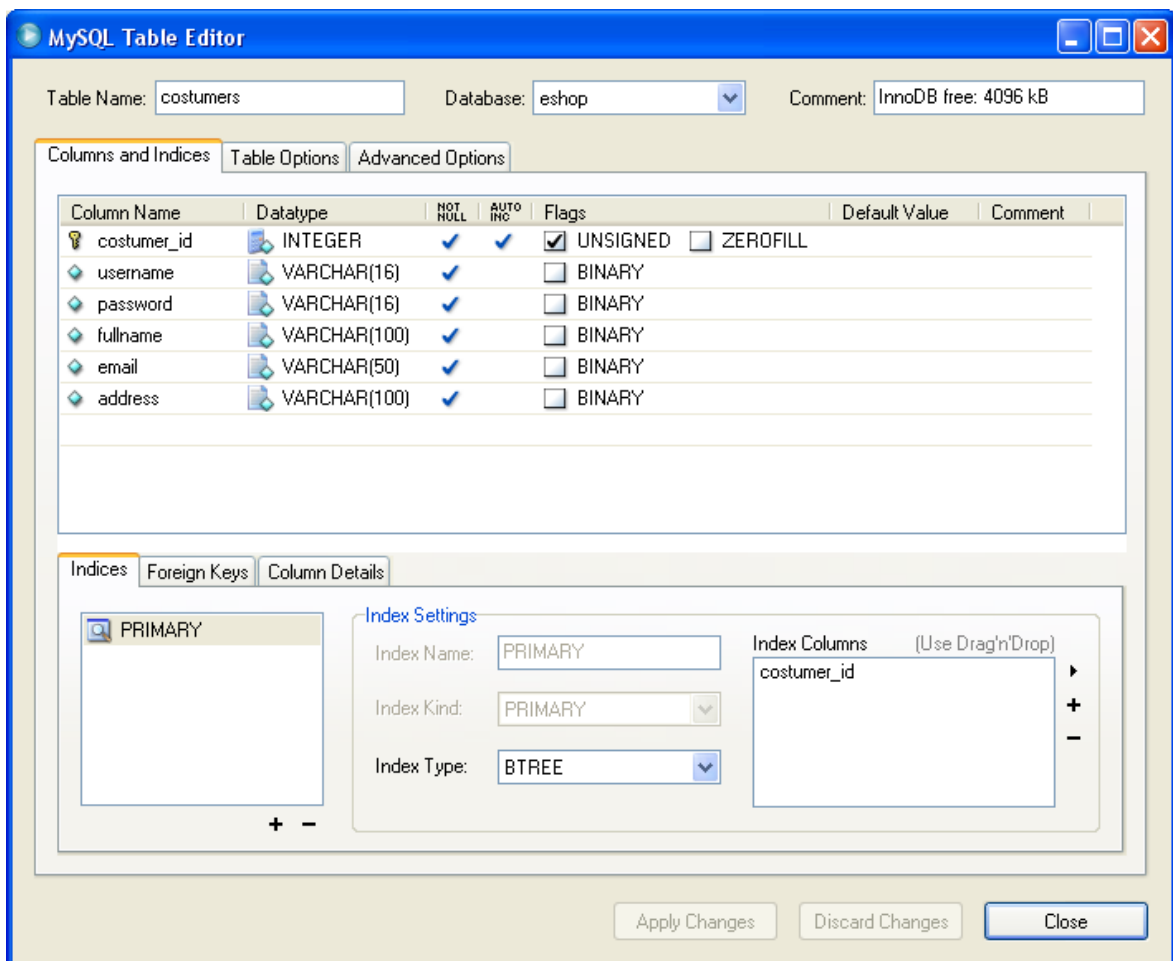 MySQL Table Editor
Table Name: costumers Database: eshop Comment: InnoDB free: 4096 kB
Columns and Indices Table Options Advanced Options
Column Name Datatype NOT NULL AUTO INC Flags Default Value Comment
costumer_id INTEGER UNSIGNED ZEROFILL
username VARCHAR(16) BINARY
password VARCHAR(16) BINARY
fullname VARCHAR(100) BINARY
email VARCHAR(50) BINARY
address VARCHAR(100) BINARY
Indices Foreign Keys Column Details
PRIMARY
Index Settings
Index Name: PRIMARY
Index Kind: PRIMARY
Index Type: BTREE
Index Columns (Use Drag'n'Drop)
costumer_id
Apply Changes Discard Changes Close